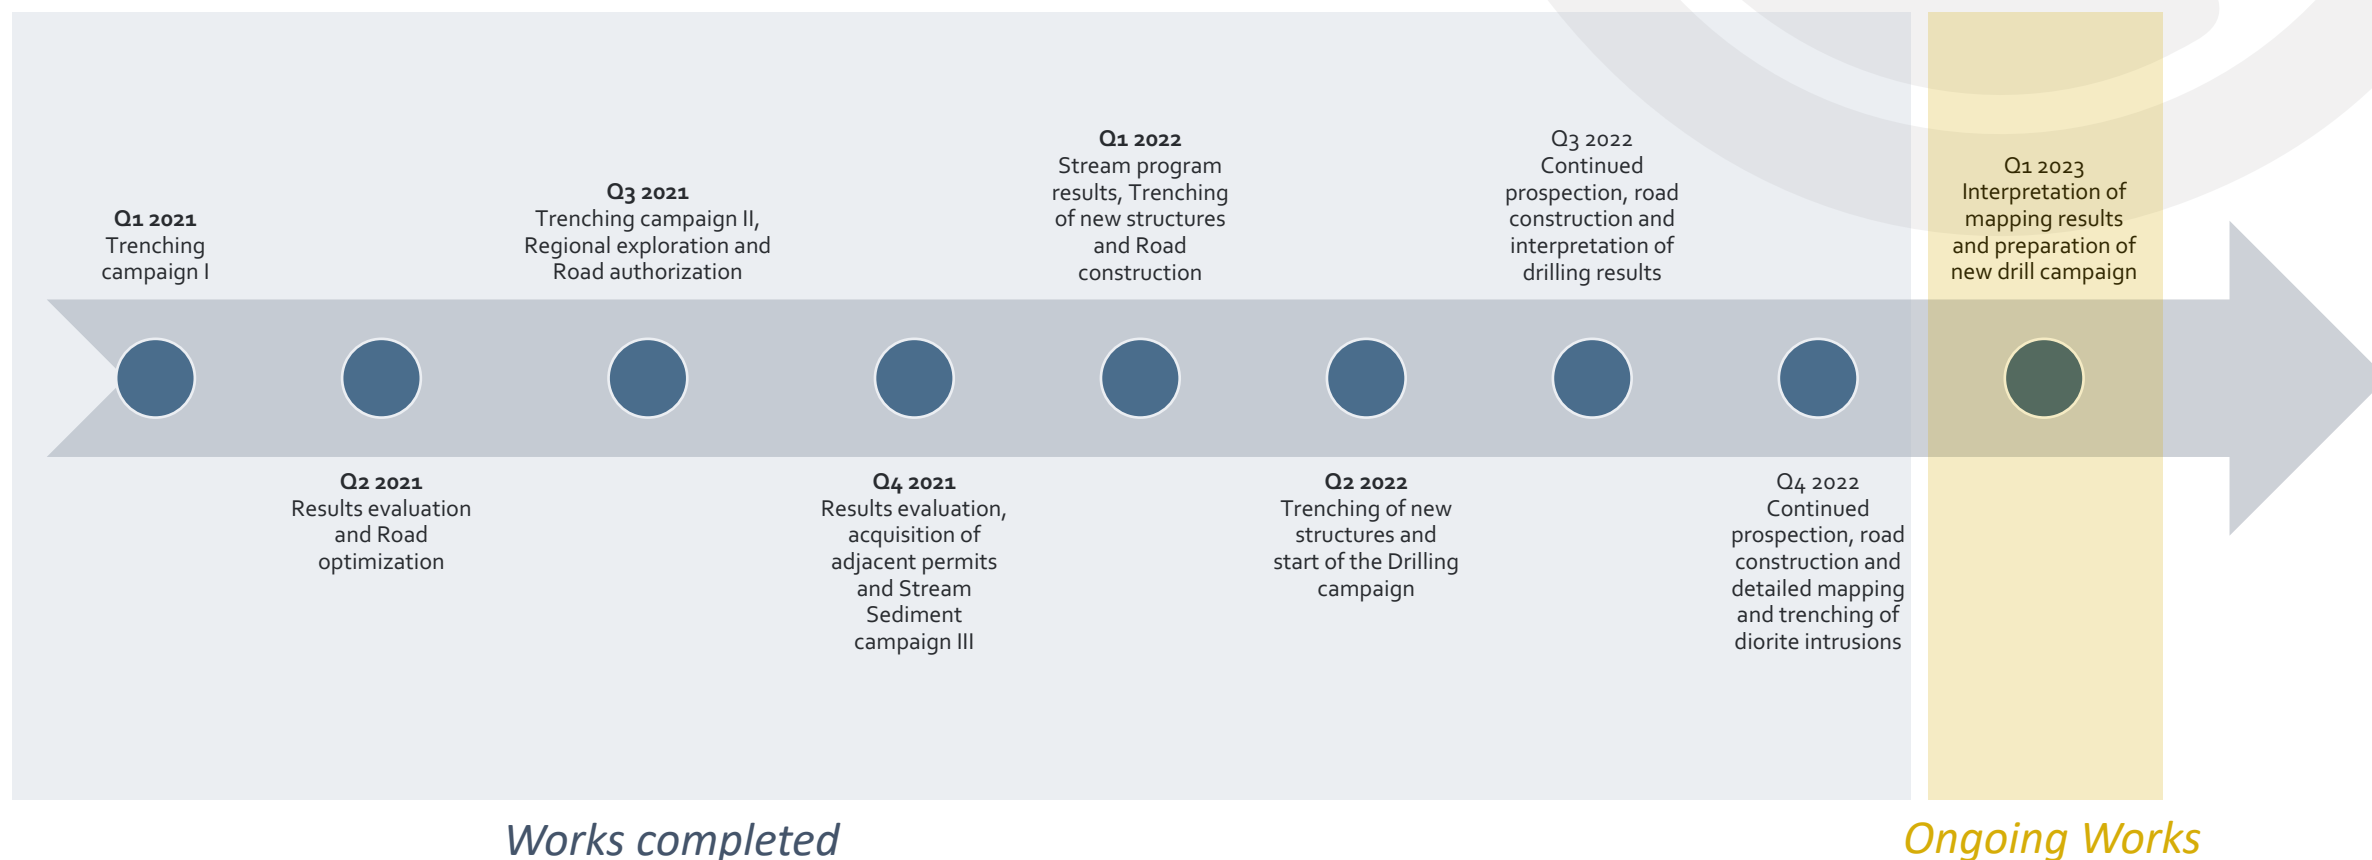 Q1 2021
Trenching
campaign I
Q2 2021
Results evaluation
and Road
optimization
Q3 2021
Trenching campaign II,
Regional exploration and
Road authorization
Q4 2021
Results evaluation,
acquisition of
adjacent permits
and Stream
Sediment
campaign III
Q1 2022
Stream program
results, Trenching
of new structures
and Road
construction
Q2 2022
Trenching of new
structures and
start of the Drilling
campaign
Q3 2022
Continued
prospection, road
construction and
interpretation of
drilling results
Q4 2022
Continued
prospection, road
construction and
detailed mapping
and trenching of
diorite intrusions
Q1 2023
Interpretation of
mapping results
and preparation of
new drill campaign
Works completed
Ongoing Works